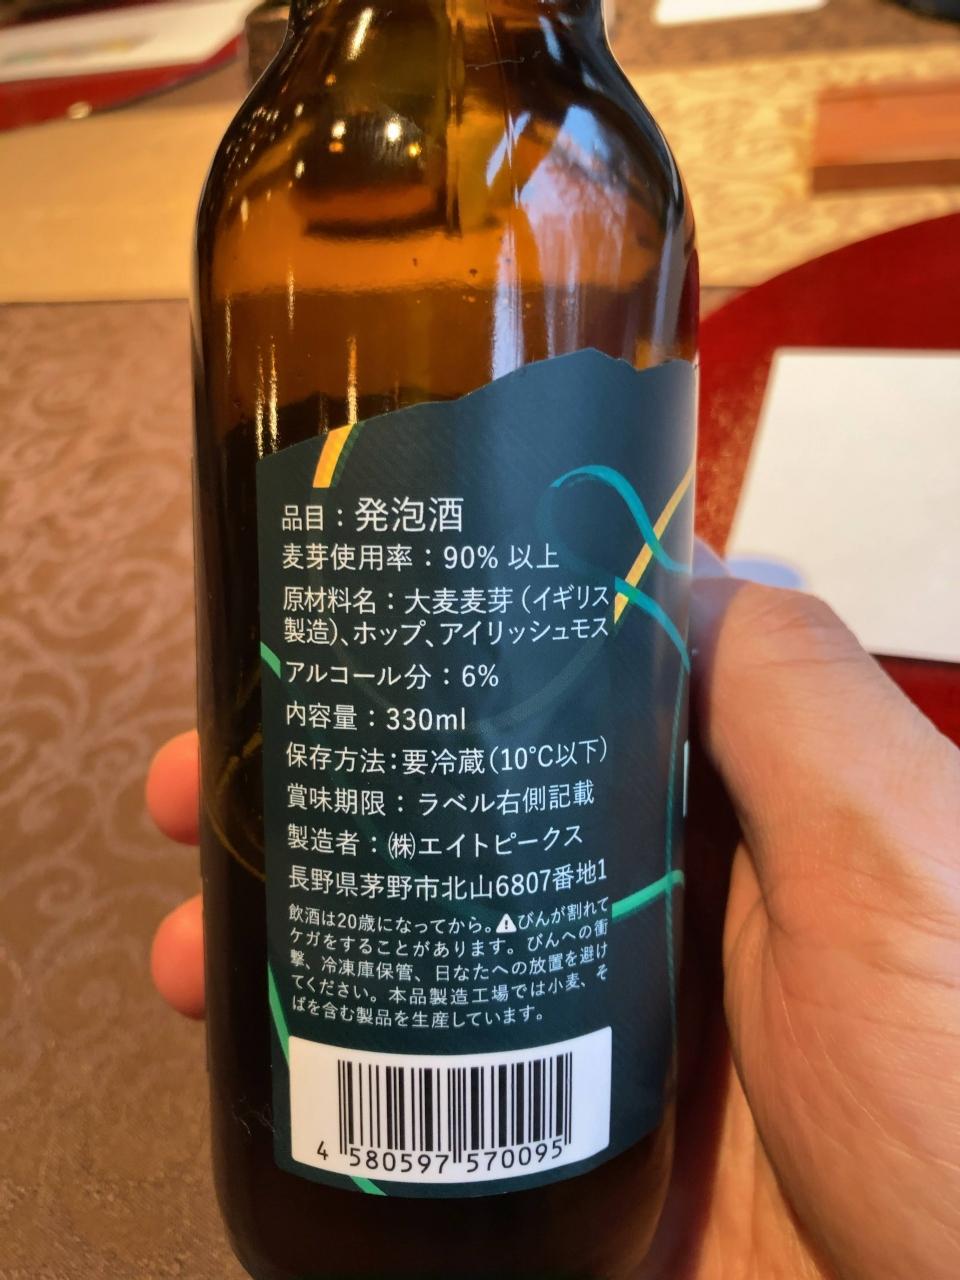 品目：発泡酒
麦芽使用率：90% 以上
原材料名：大麦麦芽（イギリス
製造）、ホップ、アイリッシュモス
アルコール分：6%
内容量：330ml
保存方法：要冷蔵（10℃以下）
賞味期限：ラベル右側記載
製造者：㈱エイトピークス
長野県茅野市北山6807番地1
飲酒は20歳になってから。⚠びんが割れて
ケガをすることがあります。びんへの衝
撃、冷凍庫保管、日なたへの放置を避け
てください。本品製造工場では小麦、そ
ばを含む製品を生産しています。
4 580597 570095